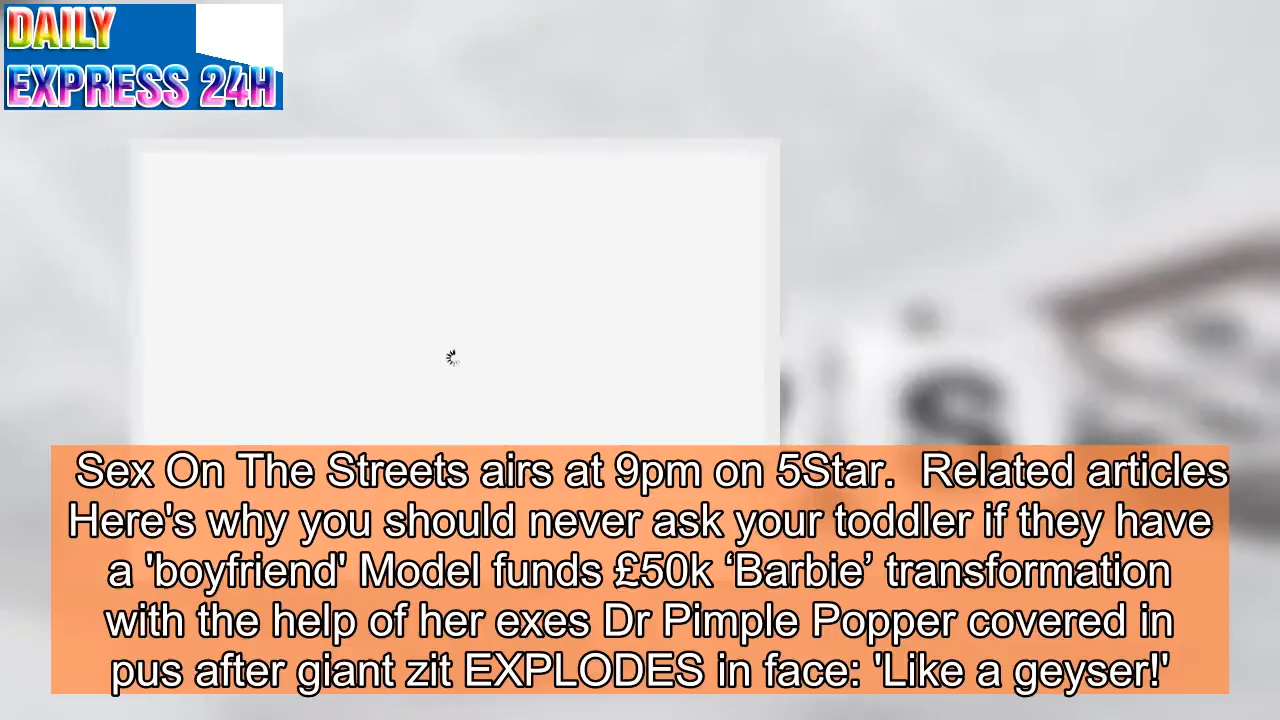 DAILY
EXPRESS 24H
s
Sex On The Streets airs at 9pm on 5Star.  Related articles
Here's why you should never ask your toddler if they have
a 'boyfriend' Model funds £50k ‘Barbie’ transformation
with the help of her exes Dr Pimple Popper covered in
pus after giant zit EXPLODES in face: 'Like a geyser!'